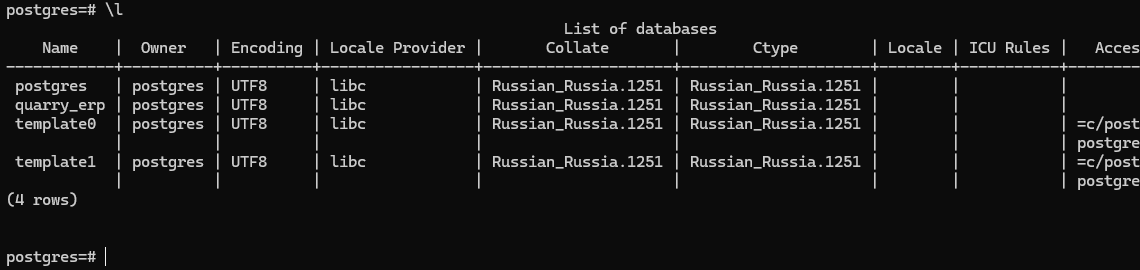 postgres=# \l
                                                             List of databases
    Name    |  Owner   | Encoding | Locale Provider |       Collate       |        Ctype        | Locale | ICU Rules |   Acces
------------+----------+----------+-----------------+---------------------+---------------------+--------+-----------+--------
 postgres   | postgres | UTF8     | libc            | Russian_Russia.1251 | Russian_Russia.1251 |        |           |
 quarry_erp | postgres | UTF8     | libc            | Russian_Russia.1251 | Russian_Russia.1251 |        |           |
 template0  | postgres | UTF8     | libc            | Russian_Russia.1251 | Russian_Russia.1251 |        |           | =c/post
            |          |          |                 |                     |                     |        |           | postgre
 template1  | postgres | UTF8     | libc            | Russian_Russia.1251 | Russian_Russia.1251 |        |           | =c/post
            |          |          |                 |                     |                     |        |           | postgre
(4 rows)
postgres=#